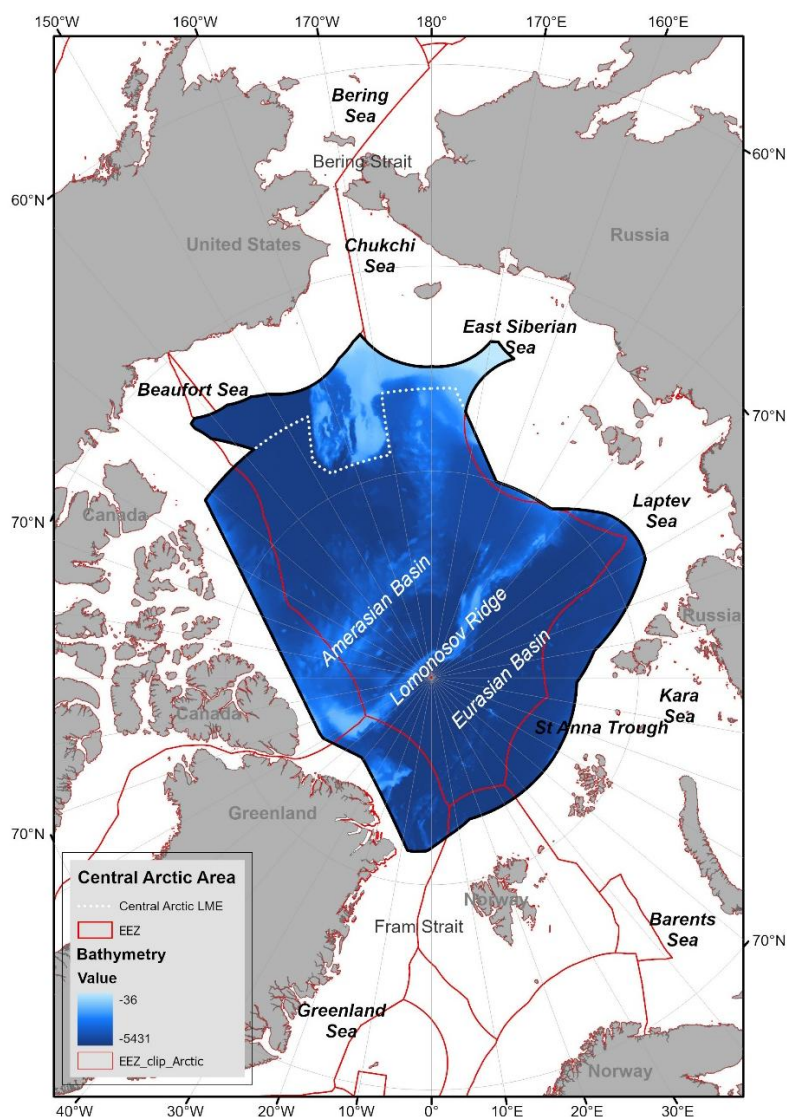 150°W 160°W 170°W 180° 170°E 160°E
Bering
Sea
Bering Strait
60°N
60°N
United States
Chukchi
Sea
Russia
East Siberian
Sea
Beaufort Sea
70°N
Laptev
Sea
70°N
Canada
Amerasian Basin
Lomonosov Ridge
Eurasian Basin
Russia
Kara
Sea
Canada
St Anna Trough
Greenland
70°N
Norway
Fram Strait
Barents
Sea
70°N
Greenland
Sea
Norway
Central Arctic Area
Central Arctic LME
EEZ
Bathymetry
Value
-36
-5431
EEZ_clip_Arctic
40°W 30°W 20°W 10°W 0° 10°E 20°E 30°E